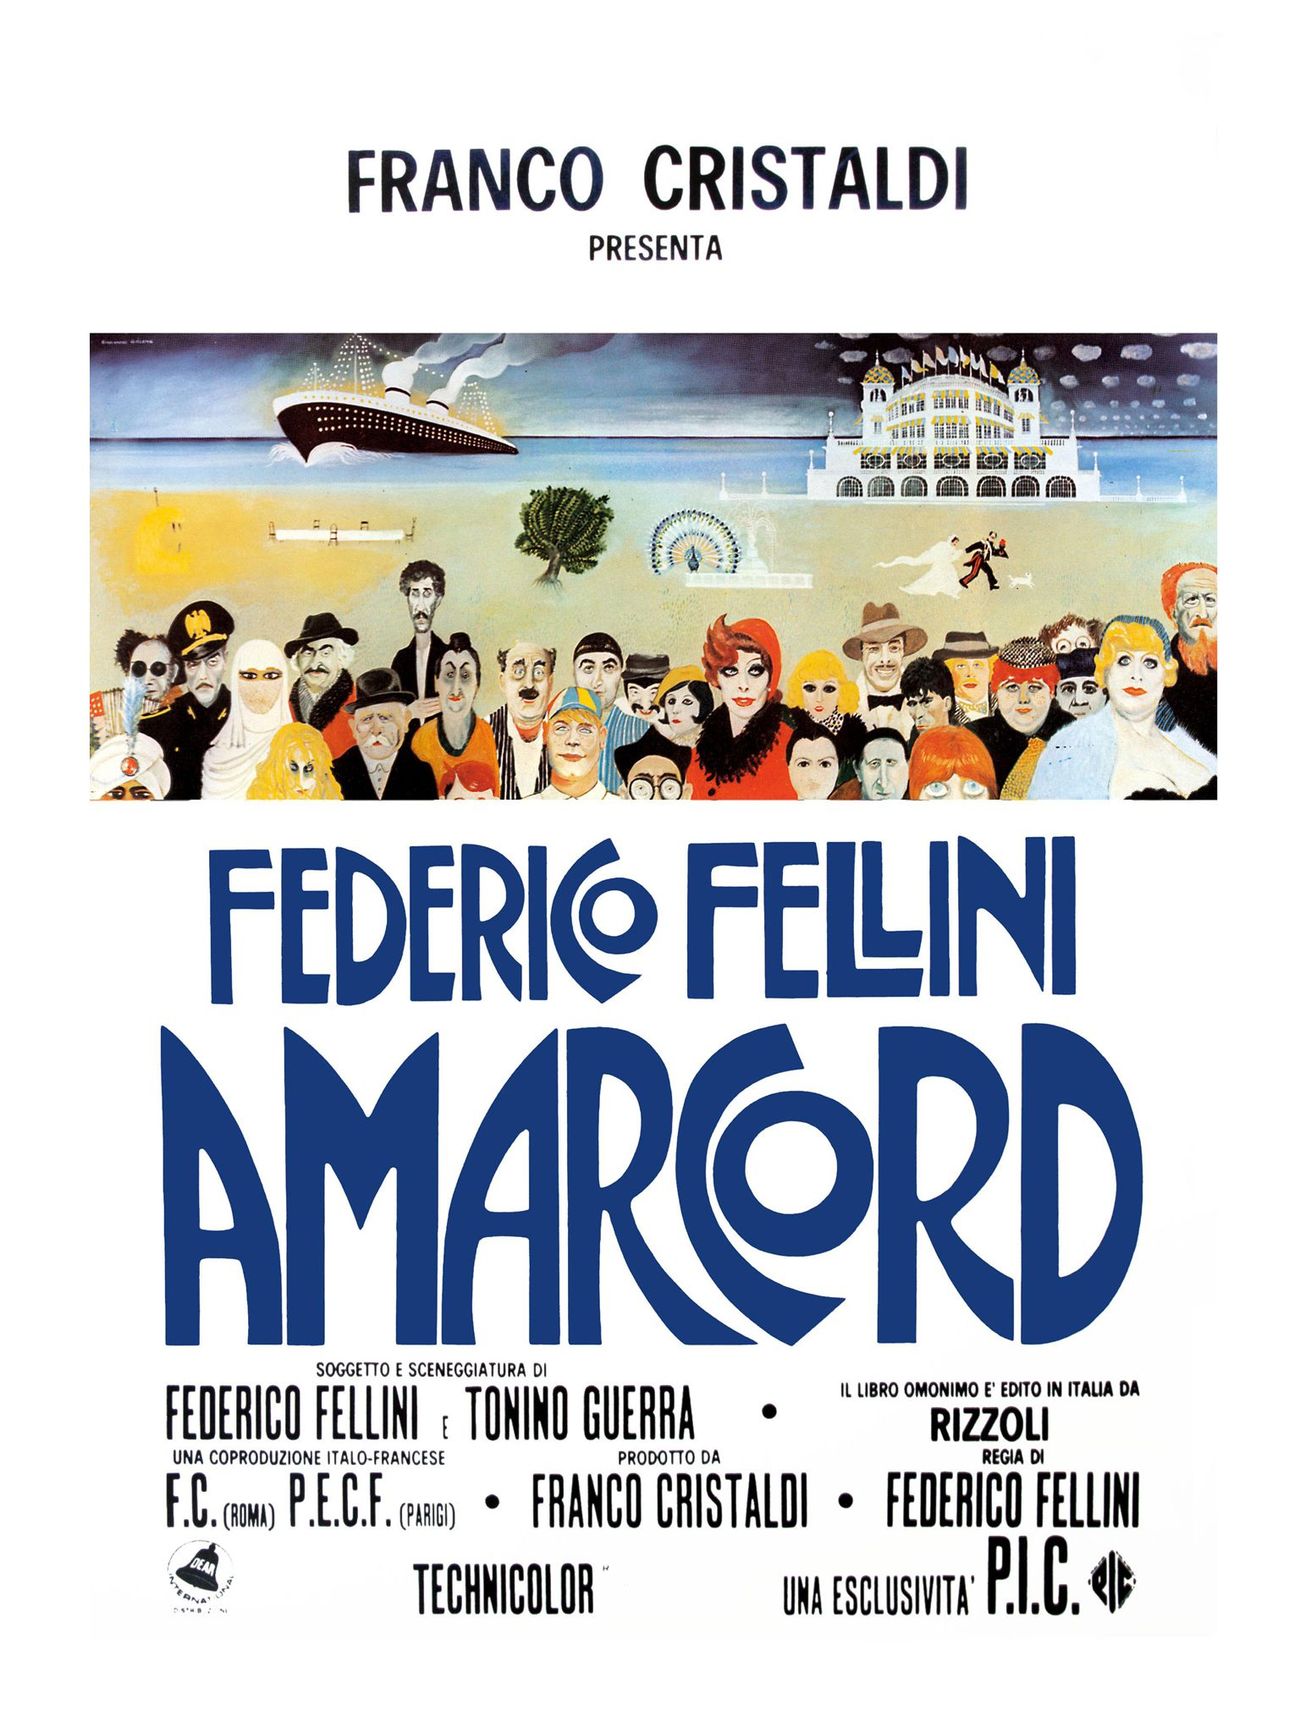 FRANCO CRISTALDI
PRESENTA
FEDERICO FELLINI
AMARCORD
SOGGETTO E SCENEGGIATURA DI
FEDERICO FELLINI E TONINO GUERRA •
IL LIBRO OMONIMO E' EDITO IN ITALIA DA
RIZZOLI
UNA COPRODUZIONE ITALO-FRANCESE
F.C. (ROMA) P.E.C.F. (PARIGI) •
PRODOTTO DA
FRANCO CRISTALDI •
REGIA DI
FEDERICO FELLINI
DEAR
TECHNICOLOR
UNA ESCLUSIVITA' P.I.C.
PIC